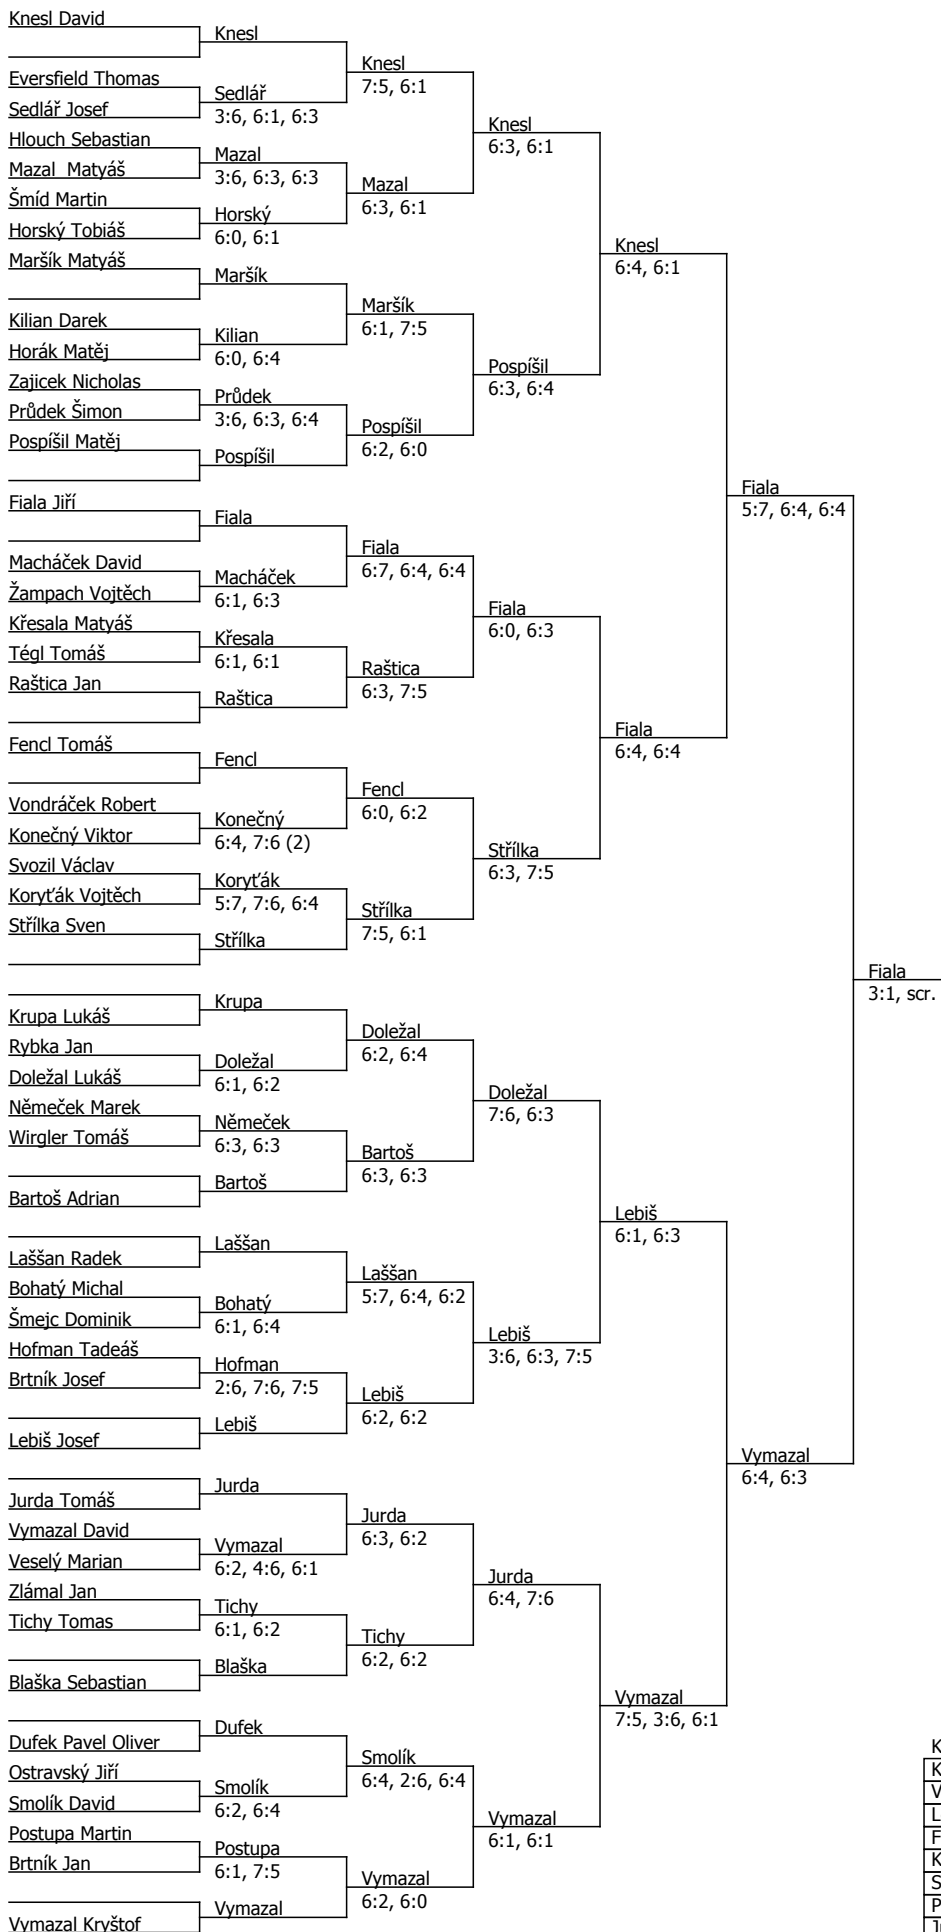 Knesl David
Knesl
Knesl
7:5, 6:1
Eversfield Thomas
Sedlář Josef
Sedlář
3:6, 6:1, 6:3
Knesl
6:3, 6:1
Hlouch Sebastian
Mazal  Matyáš
Mazal
3:6, 6:3, 6:3
Mazal
6:3, 6:1
Šmíd Martin
Horský Tobiáš
Horský
6:0, 6:1
Knesl
6:4, 6:1
Maršík Matyáš
Maršík
Maršík
6:1, 7:5
Kilian Darek
Horák Matěj
Kilian
6:0, 6:4
Pospíšil
6:3, 6:4
Zajicek Nicholas
Průdek Šimon
Průdek
3:6, 6:3, 6:4
Pospíšil
6:2, 6:0
Pospíšil Matěj
Pospíšil
Fiala
5:7, 6:4, 6:4
Fiala Jiří
Fiala
Fiala
6:7, 6:4, 6:4
Macháček David
Žampach Vojtěch
Macháček
6:1, 6:3
Fiala
6:0, 6:3
Křesala Matyáš
Tégl Tomáš
Křesala
6:1, 6:1
Raštica
6:3, 7:5
Raštica Jan
Raštica
Fiala
6:4, 6:4
Fencl Tomáš
Fencl
Fencl
6:0, 6:2
Vondráček Robert
Konečný Viktor
Konečný
6:4, 7:6 (2)
Střílka
6:3, 7:5
Svozil Václav
Koryťák Vojtěch
Koryťák
5:7, 7:6, 6:4
Střílka
7:5, 6:1
Střílka Sven
Střílka
Fiala
3:1, scr.
Krupa Lukáš
Krupa
Doležal
6:2, 6:4
Rybka Jan
Doležal Lukáš
Doležal
6:1, 6:2
Doležal
7:6, 6:3
Němeček Marek
Wirgler Tomáš
Němeček
6:3, 6:3
Bartoš
6:3, 6:3
Bartoš Adrian
Bartoš
Lebiš
6:1, 6:3
Laššan Radek
Laššan
Laššan
5:7, 6:4, 6:2
Bohatý Michal
Šmejc Dominik
Bohatý
6:1, 6:4
Lebiš
3:6, 6:3, 7:5
Hofman Tadeáš
Brtník Josef
Hofman
2:6, 7:6, 7:5
Lebiš
6:2, 6:2
Lebiš Josef
Lebiš
Vymazal
6:4, 6:3
Jurda Tomáš
Jurda
Jurda
6:3, 6:2
Vymazal David
Veselý Marian
Vymazal
6:2, 4:6, 6:1
Jurda
6:4, 7:6
Zlámal Jan
Tichy Tomas
Tichy
6:1, 6:2
Tichy
6:2, 6:2
Blaška Sebastian
Blaška
Vymazal
7:5, 3:6, 6:1
Dufek Pavel Oliver
Dufek
Smolík
6:4, 2:6, 6:4
Ostravský Jiří
Smolík David
Smolík
6:2, 6:4
Vymazal
6:1, 6:1
Postupa Martin
Brtník Jan
Postupa
6:1, 7:5
Vymazal
6:2, 6:0
Vymazal Kryštof
Vymazal